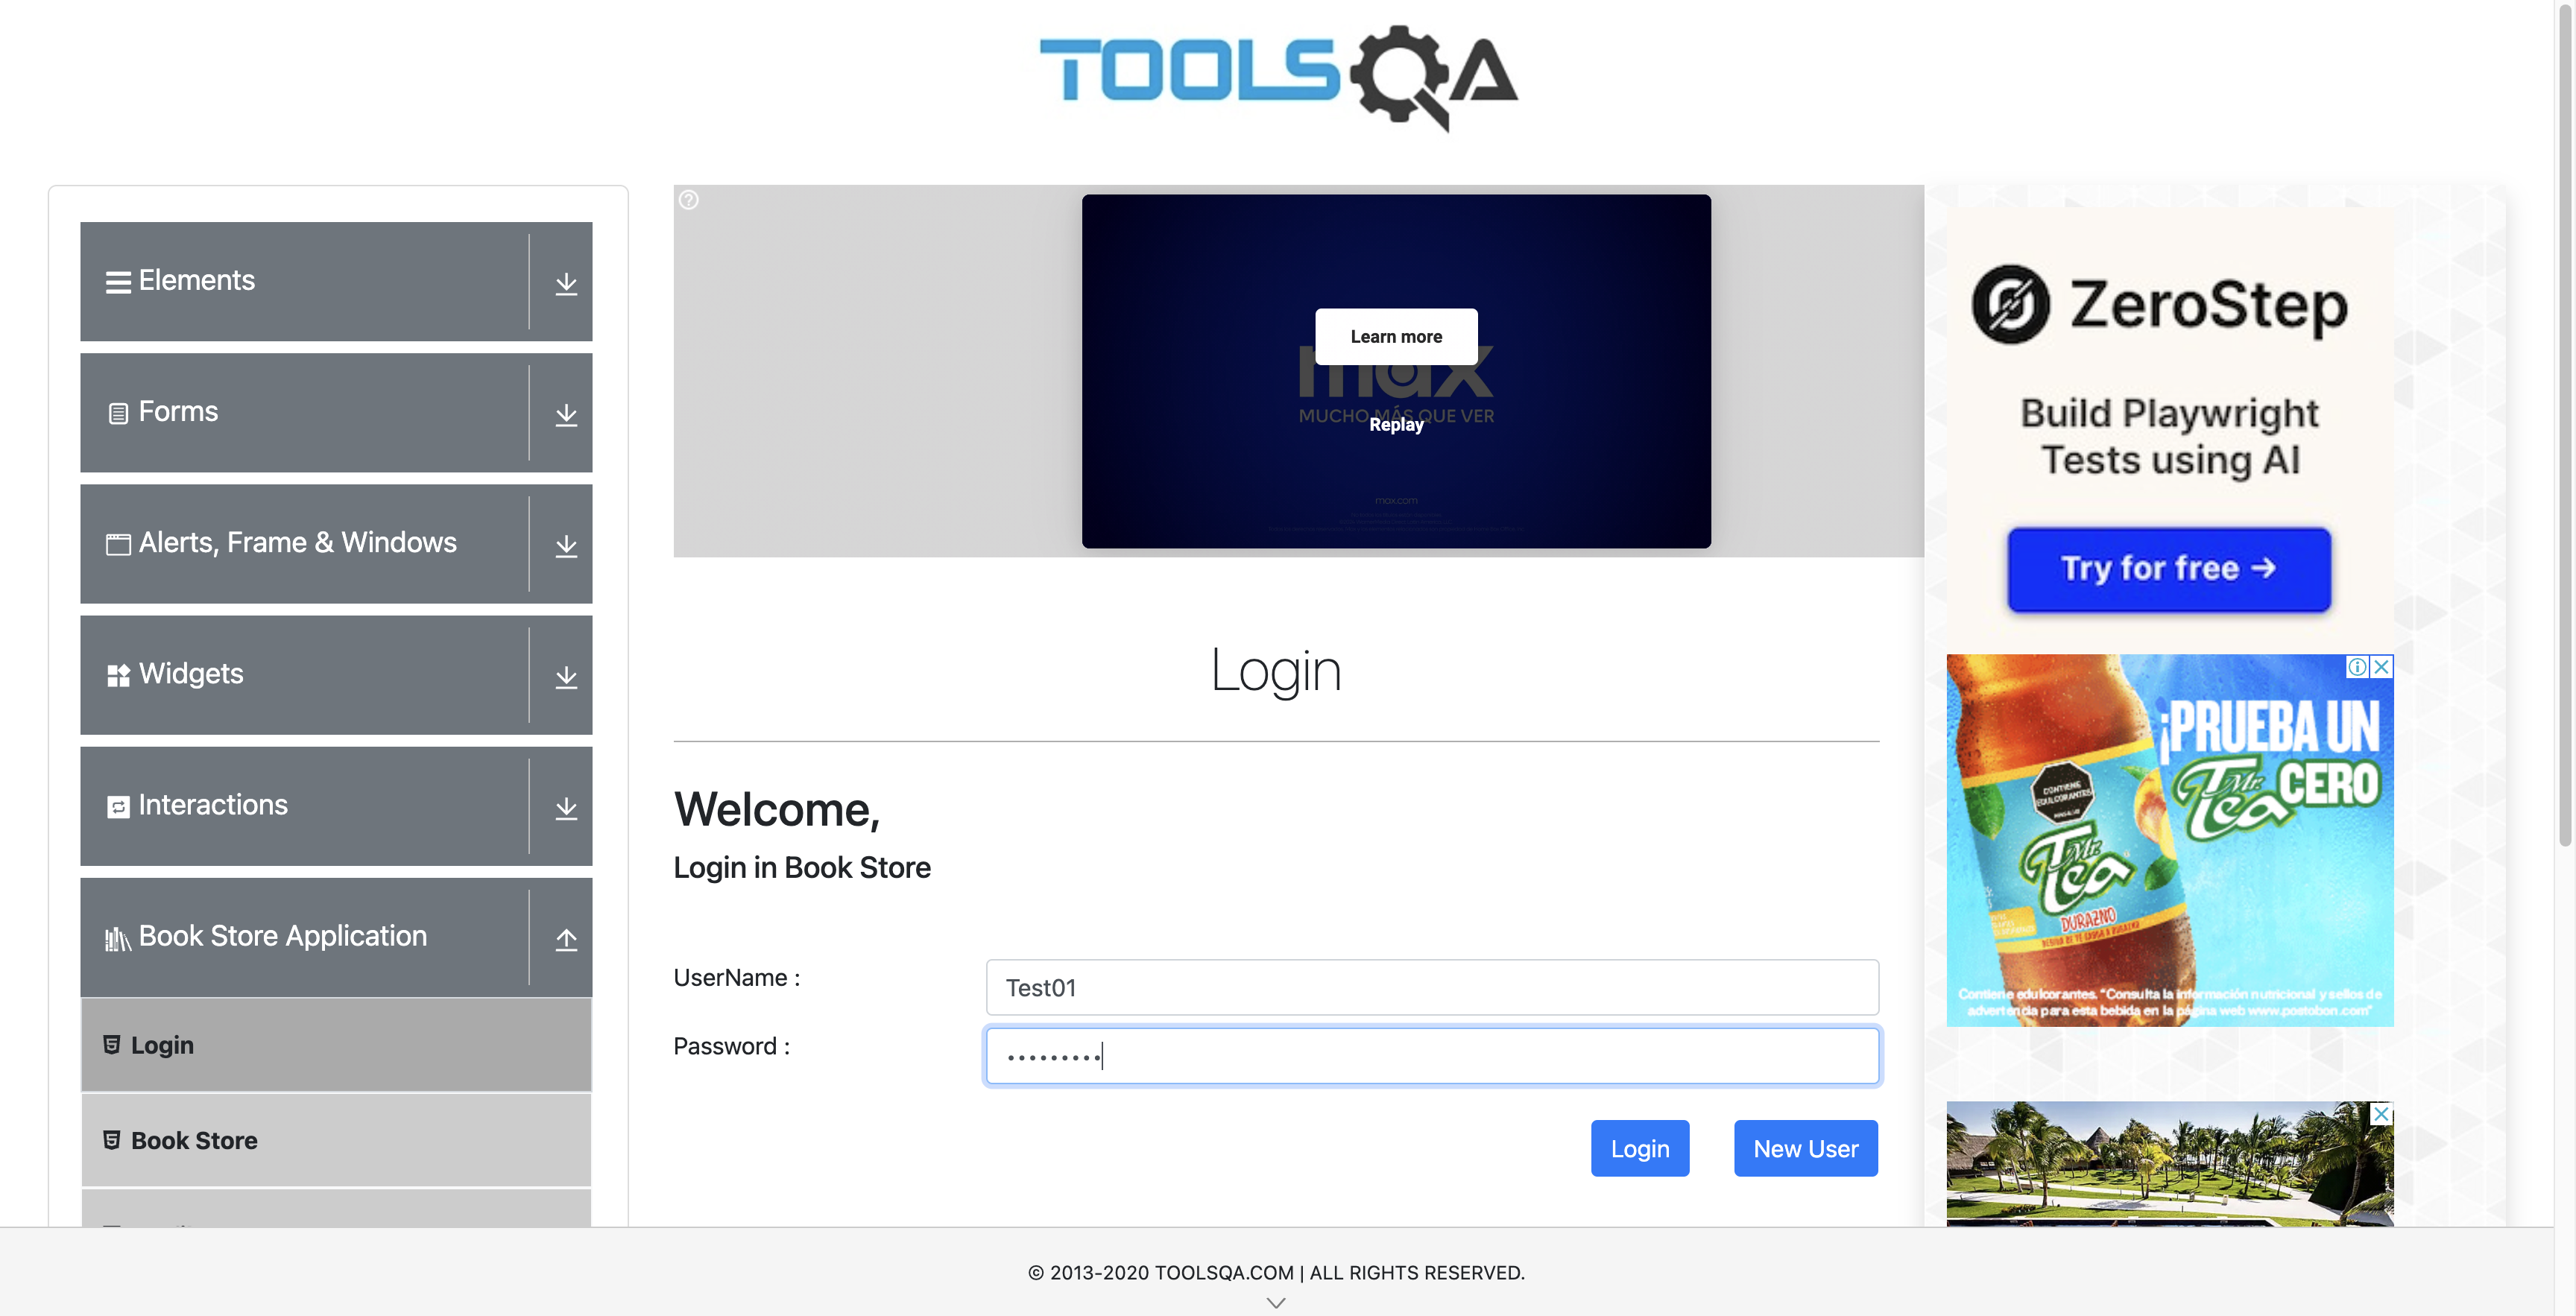 TOOLSQA
Elements
Forms
Alerts, Frame & Windows
Widgets
Interactions
Book Store Application
Login
Book Store
Learn more
max
MUCHO MÁS QUE VER
Replay
max.com
Login
Welcome,
Login in Book Store
UserName :
Test01
Password :
•••••••••
Login
New User
ZeroStep
Build Playwright
Tests using AI
Try for free →
¡PRUEBA UN
Mr. Tea CERO
CONTIENE
EDULCORANTES
Mr.
Tea
DURAZNO
Contiene edulcorantes. "Consulta la información nutricional y sellos de
advertencia para esta bebida en la página web www.postobon.com"
© 2013-2020 TOOLSQA.COM | ALL RIGHTS RESERVED.